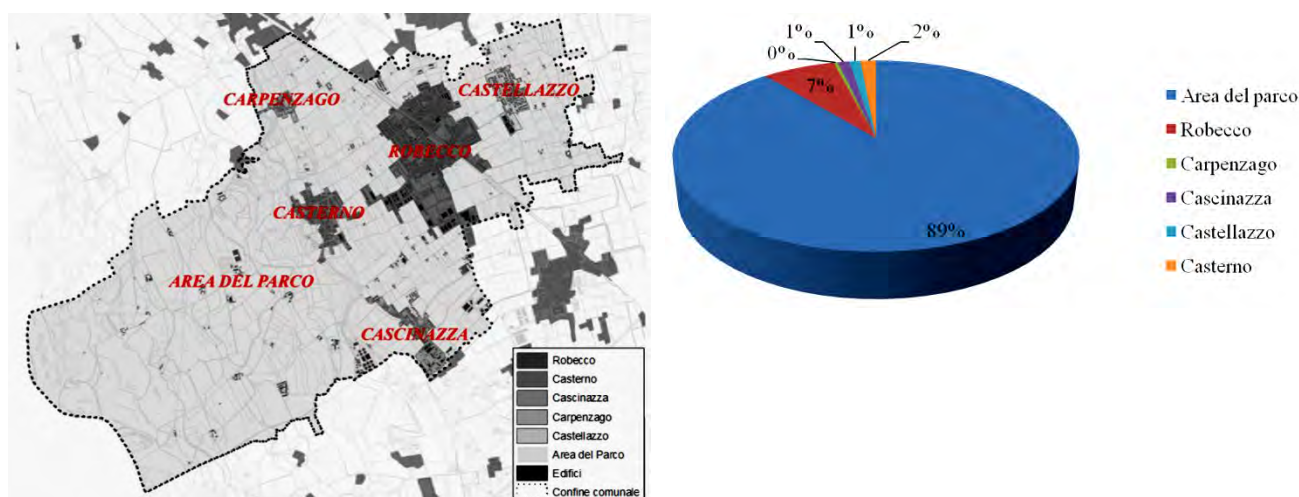 CARPENZAGO
CASTELLAZZO
ROBECCO
CASTERNO
AREA DEL PARCO
CASCINAZZA
Robecco
Casterno
Cascinazza
Carpenzago
Castellazzo
Area del Parco
Edifici
Confine comunale
1%
1%
2%
0%
7%
89%
Area del parco
Robecco
Carpenzago
Cascinazza
Castellazzo
Casterno